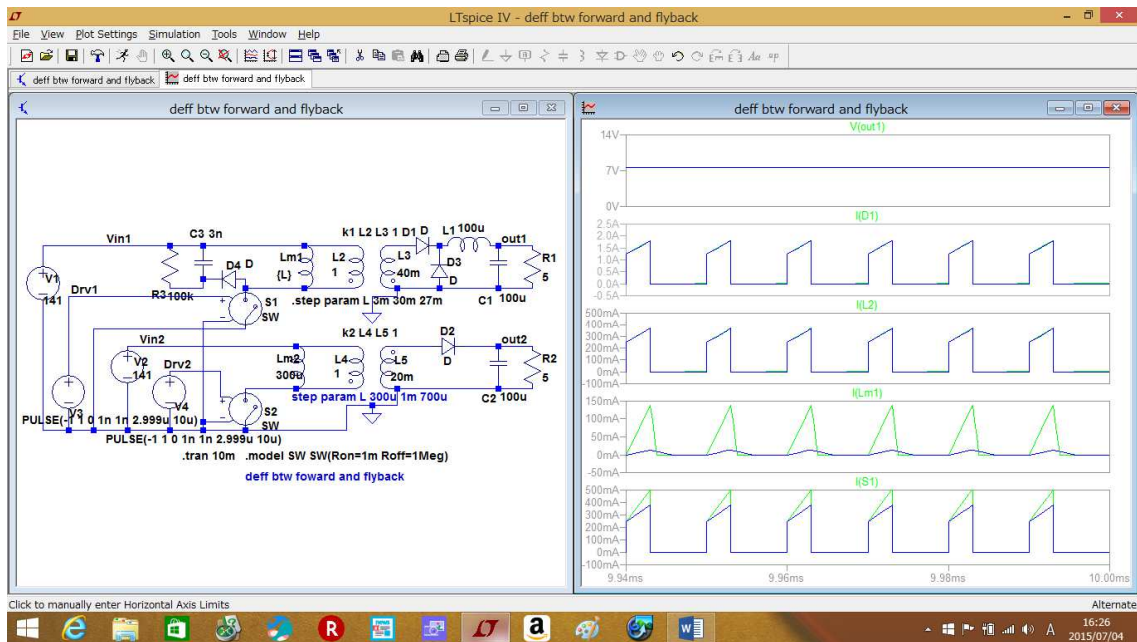 LTspice IV - deff btw forward and flyback
File View Plot Settings Simulation Tools Window Help
deff btw forward and flyback
deff btw forward and flyback
deff btw forward and flyback
deff btw forward and flyback
C3 3n
k1 L2 L3 1 D1 D
L1 100u
out1
Vin1
Lm1
{L}
L2
1
L3
40m
D3
D
R1
5
D4 D
V1
141
Drv1
R3 100k
S1
SW
.step param L 3m 30m 27m
C1
100u
k2 L4 L5 1
D2
D
out2
Vin2
V2
141
Drv2
Lm2
300u
L4
1
L5
20m
R2
5
C2 100u
step param L 300u 1m 700u
V3
V4
S2
SW
PULSE(-1 1 0 1n 1n 2.999u 10u)
PULSE(-1 1 0 1n 1n 2.999u 10u)
.tran 10m .model SW SW(Ron=1m Roff=1Meg)
deff btw foward and flyback
V(out1)
14V
7V
0V
I(D1)
2.5A
2.0A
1.5A
1.0A
0.5A
0.0A
-0.5A
I(L2)
500mA
400mA
300mA
200mA
100mA
0mA
-100mA
I(Lm1)
150mA
100mA
50mA
0mA
-50mA
I(S1)
500mA
400mA
300mA
200mA
100mA
0mA
-100mA
9.94ms 9.96ms 9.98ms 10.00ms
Click to manually enter Horizontal Axis Limits
Alternate
R
a
W
A
16:26
2015/07/04